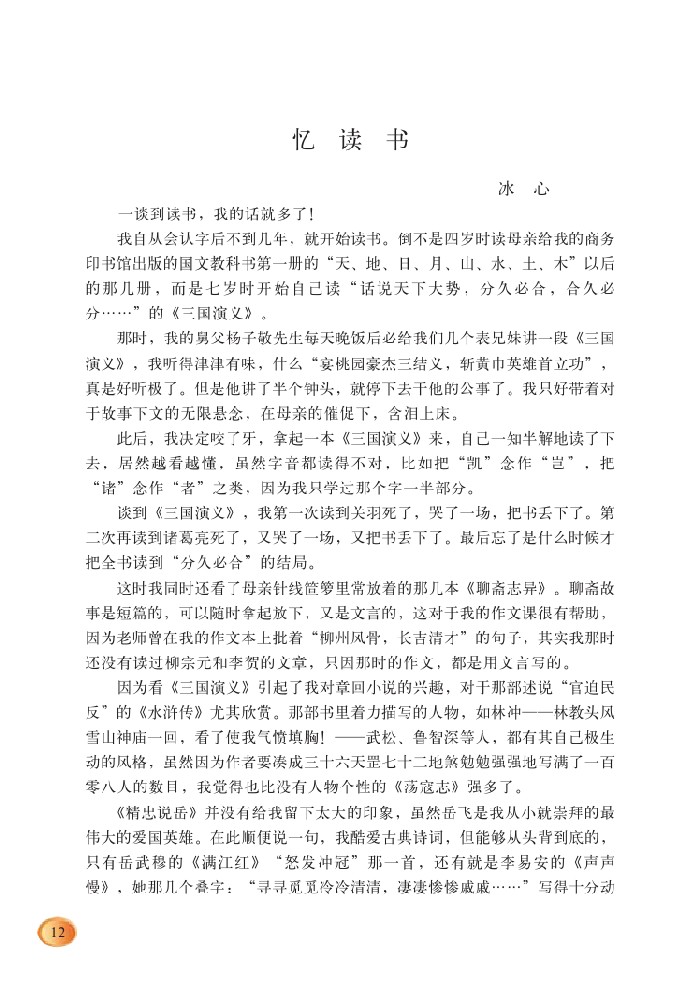 忆 读 书
冰 心
一谈到读书，我的话就多了！
我自从会认字后不到几年，就开始读书。倒不是四岁时读母亲给我的商务
印书馆出版的国文教科书第一册的“天、地、日、月、山、水、土、木”以后
的那几册，而是七岁时开始自己读“话说天下大势，分久必合，合久必
分……”的《三国演义》。
那时，我的舅父杨子敬先生每天晚饭后必给我们几个表兄妹讲一段《三国
演义》，我听得津津有味，什么“宴桃园豪杰三结义，斩黄巾英雄首立功”，
真是好听极了。但是他讲了半个钟头，就停下去干他的公事了。我只好带着对
于故事下文的无限悬念，在母亲的催促下，含泪上床。
此后，我决定咬了牙，拿起一本《三国演义》来，自己一知半解地读了下
去，居然越看越懂，虽然字音都读得不对，比如把“凯”念作“岂”，把
“诸”念作“者”之类，因为我只学过那个字一半部分。
谈到《三国演义》，我第一次读到关羽死了，哭了一场，把书丢下了。第
二次再读到诸葛亮死了，又哭了一场，又把书丢下了。最后忘了是什么时候才
把全书读到“分久必合”的结局。
这时我同时还看了母亲针线笸箩里常放着的那几本《聊斋志异》。聊斋故
事是短篇的，可以随时拿起放下，又是文言的，这对于我的作文课很有帮助，
因为老师曾在我的作文本上批着“柳州风骨，长吉清才”的句子，其实我那时
还没有读过柳宗元和李贺的文章，只因那时的作文，都是用文言写的。
因为看《三国演义》引起了我对章回小说的兴趣，对于那部述说“官迫民
反”的《水浒传》尤其欣赏。那部书里着力描写的人物，如林冲——林教头风
雪山神庙一回，看了使我气愤填胸！——武松、鲁智深等人，都有其自己极生
动的风格，虽然因为作者要凑成三十六天罡七十二地煞勉勉强强地写满了一百
零八人的数目，我觉得也比没有人物个性的《荡寇志》强多了。
《精忠说岳》并没有给我留下太大的印象，虽然岳飞是我从小就崇拜的最
伟大的爱国英雄。在此顺便说一句，我酷爱古典诗词，但能够从头背到底的，
只有岳武穆的《满江红》“怒发冲冠”那一首，还有就是李易安的《声声
慢》，她那几个叠字：“寻寻觅觅冷冷清清，凄凄惨惨戚戚……”写得十分动
12